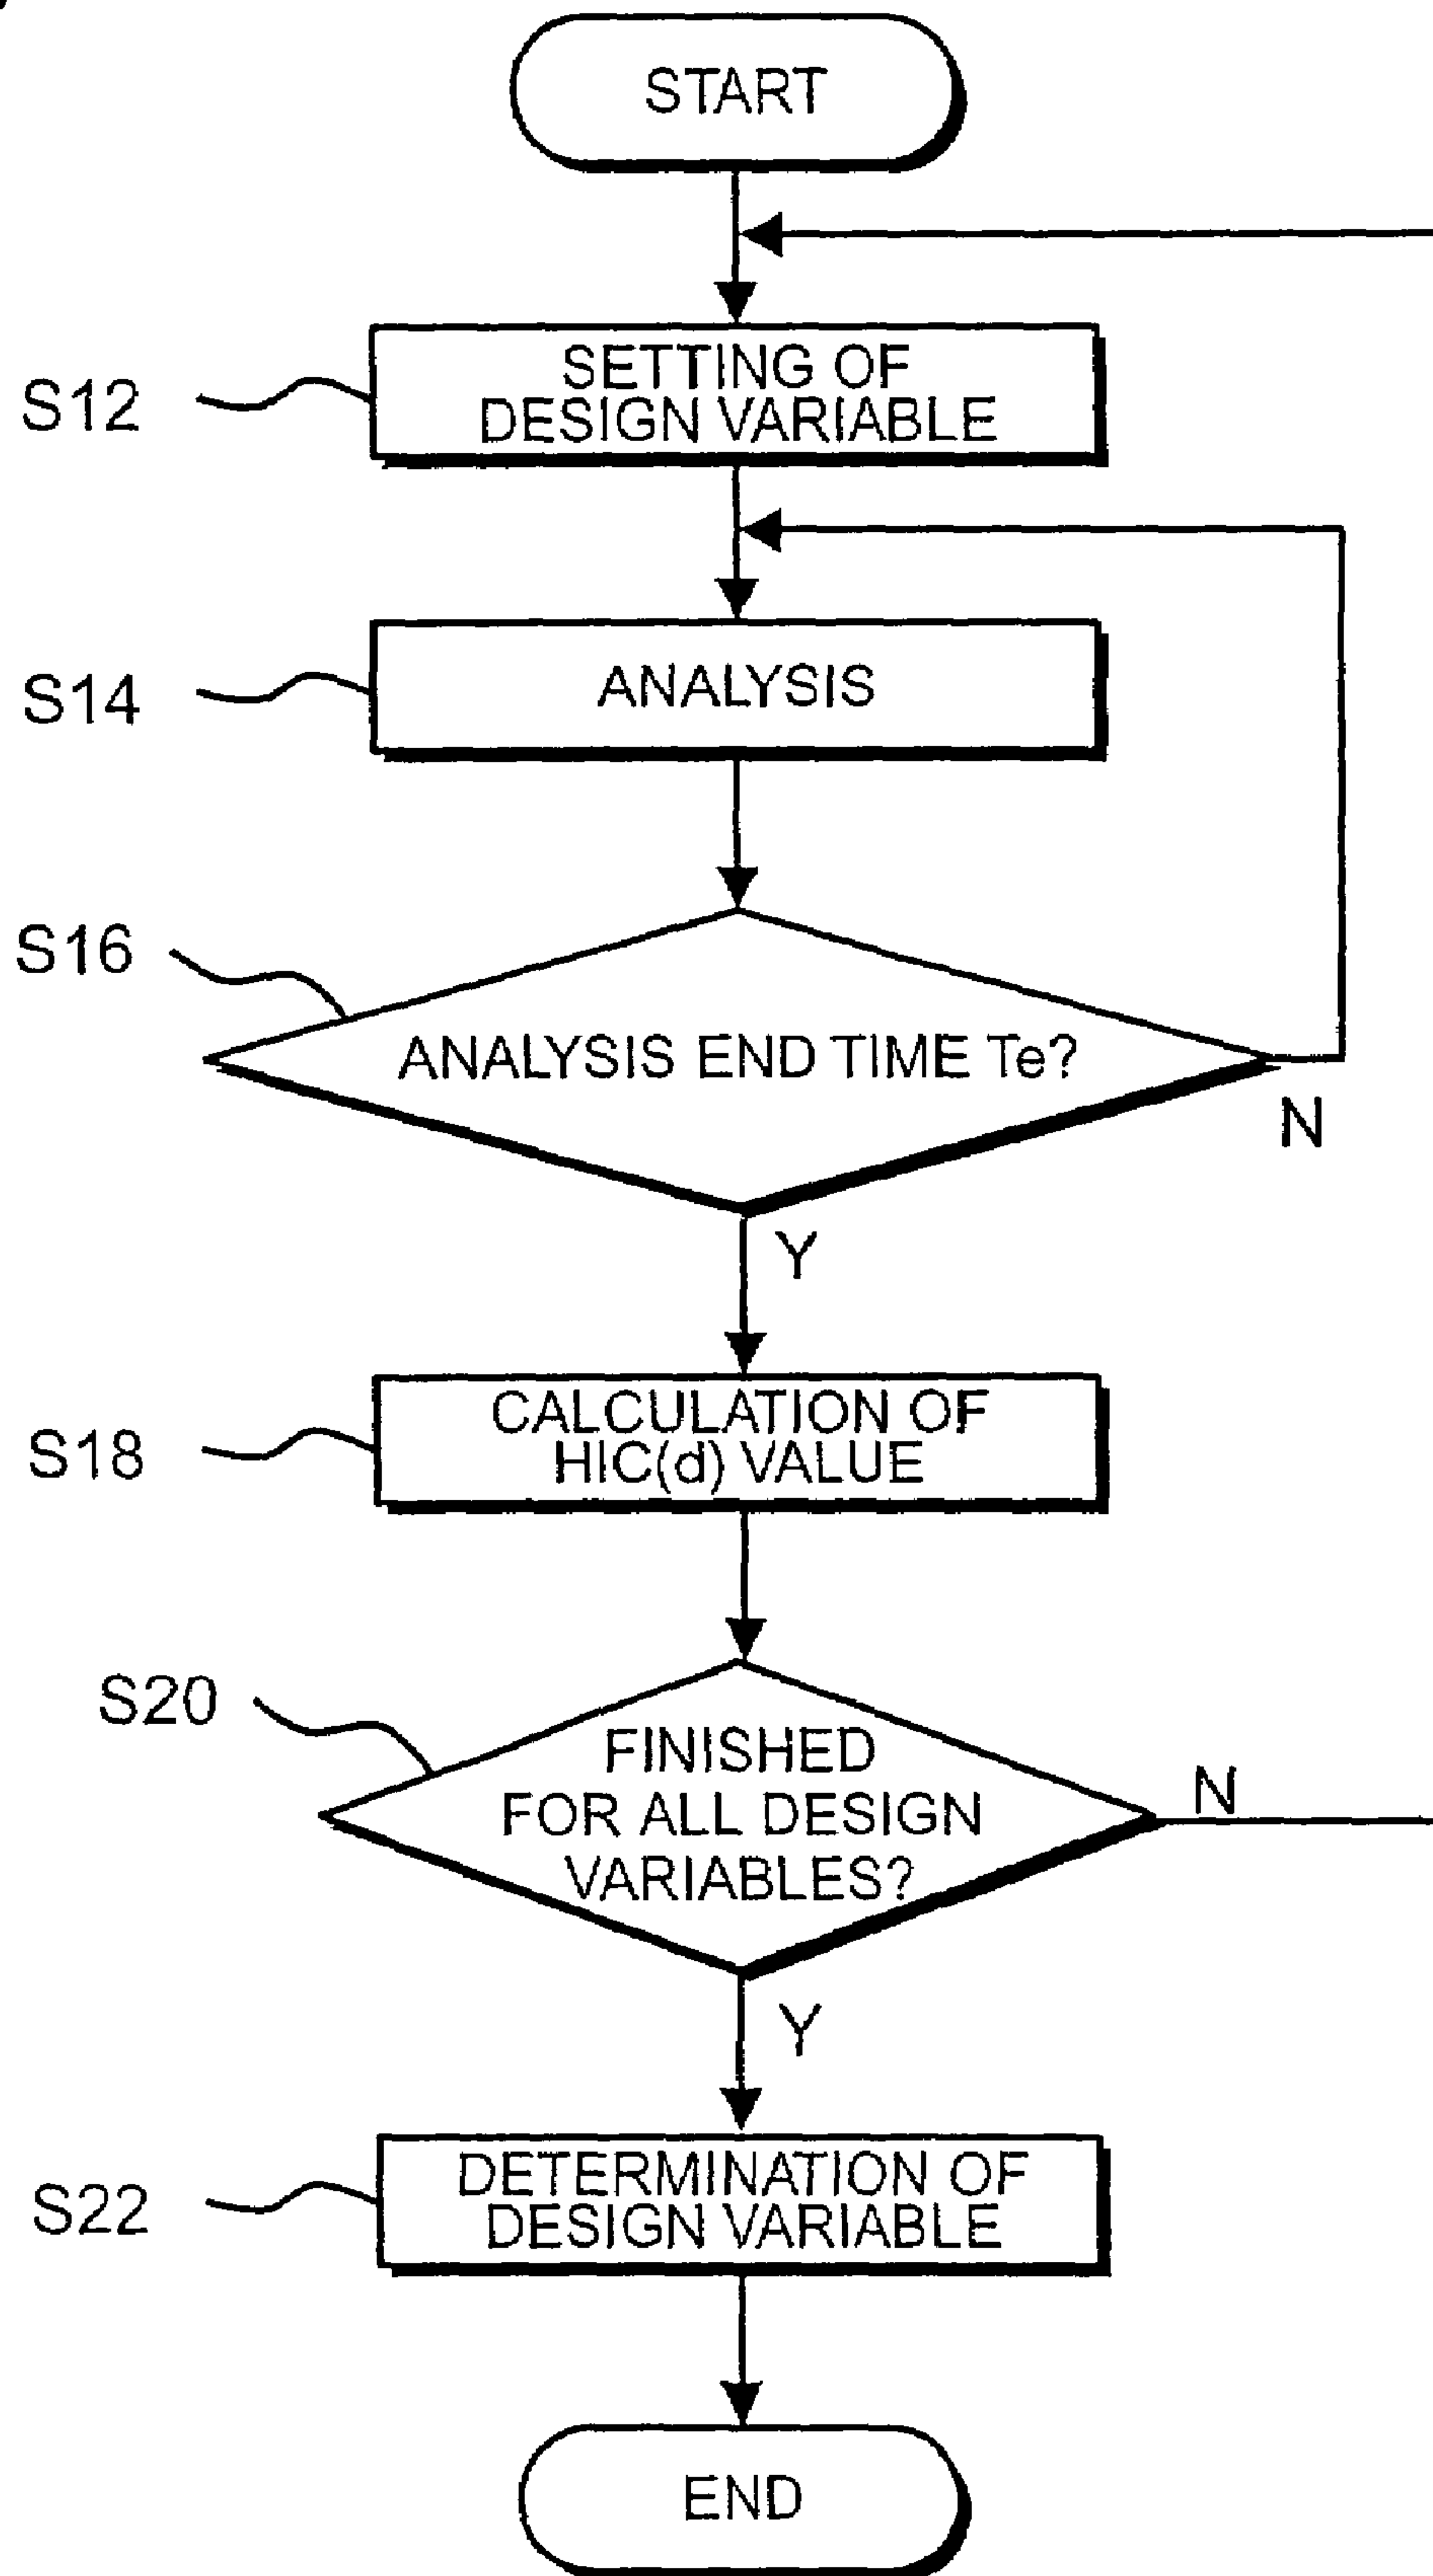 START
S12
SETTING OF
DESIGN VARIABLE
S14
ANALYSIS
S16
ANALYSIS END TIME Te?
N
Y
S18
CALCULATION OF
HIC(d) VALUE
S20
FINISHED
FOR ALL DESIGN
VARIABLES?
N
Y
S22
DETERMINATION OF
DESIGN VARIABLE
END